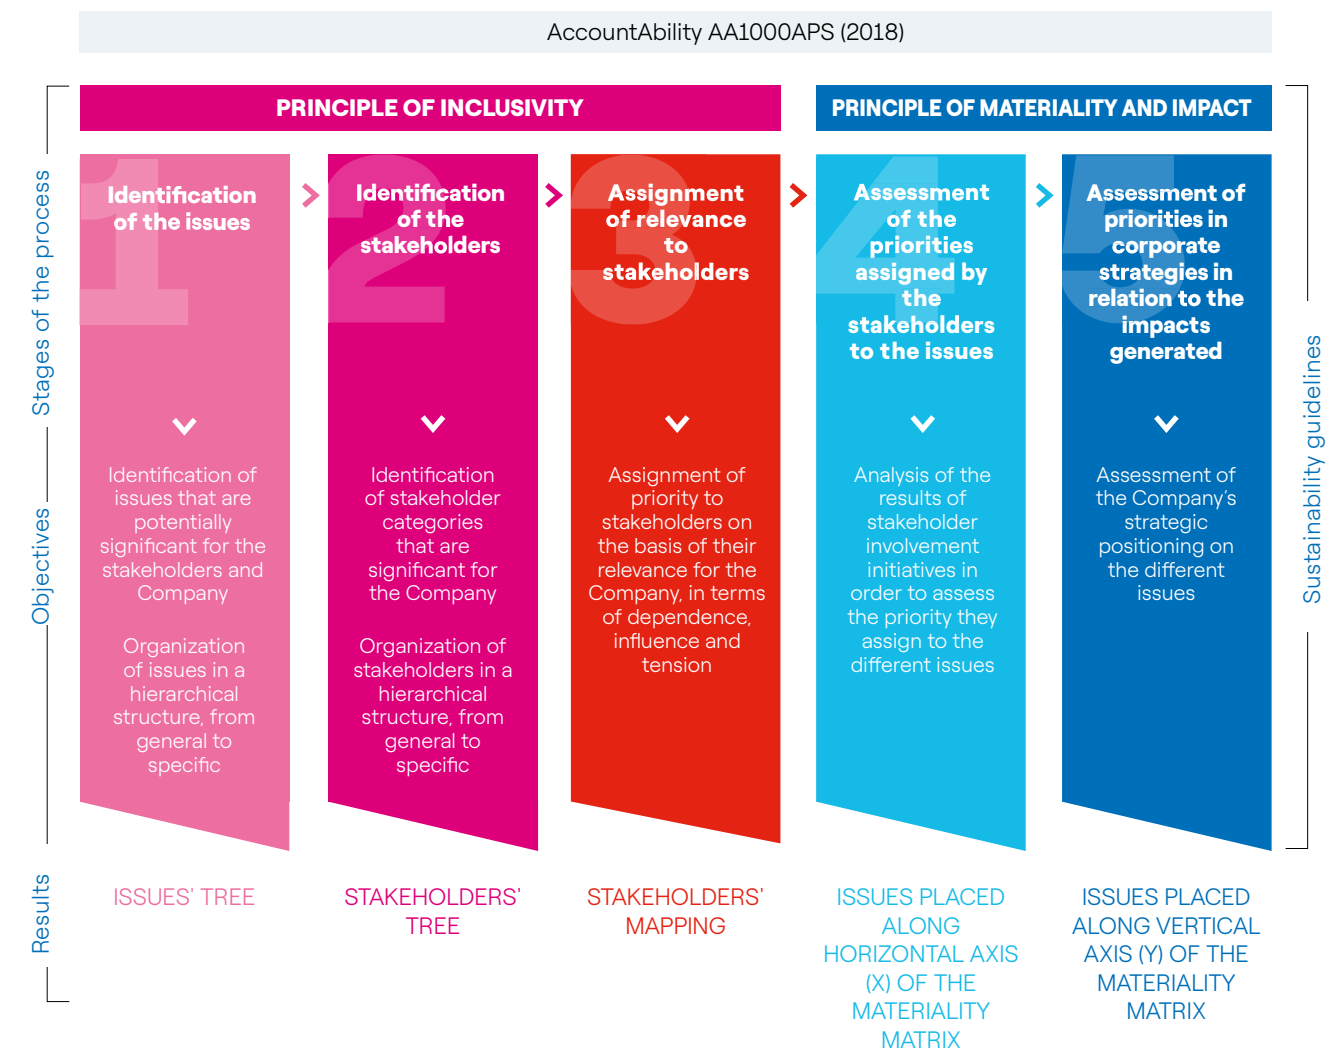 AccountAbility AA1000APS (2018)
PRINCIPLE OF INCLUSIVITY
PRINCIPLE OF MATERIALITY AND IMPACT
Stages of the process
Objectives
Results
Sustainability guidelines
1
Identification
of the issues
Identification of
issues that are
potentially
significant for the
stakeholders and
Company
Organization
of issues in a
hierarchical
structure, from
general to
specific
ISSUES' TREE
2
Identification
of the
stakeholders
Identification
of stakeholder
categories
that are
significant for
the Company
Organization of
stakeholders in a
hierarchical
structure, from
general to
specific
STAKEHOLDERS'
TREE
3
Assignment
of relevance
to
stakeholders
Assignment of
priority to
stakeholders on
the basis of their
relevance for the
Company, in terms
of dependence,
influence and
tension
STAKEHOLDERS'
MAPPING
4
Assessment
of the
priorities
assigned by
the
stakeholders
to the issues
Analysis of the
results of
stakeholder
involvement
initiatives in
order to assess
the priority they
assign to the
different issues
ISSUES PLACED
ALONG
HORIZONTAL AXIS
(X) OF THE
MATERIALITY
MATRIX
5
Assessment of
priorities in
corporate
strategies in
relation to the
impacts
generated
Assessment of
the Company's
strategic
positioning on
the different
issues
ISSUES PLACED
ALONG VERTICAL
AXIS (Y) OF THE
MATERIALITY
MATRIX